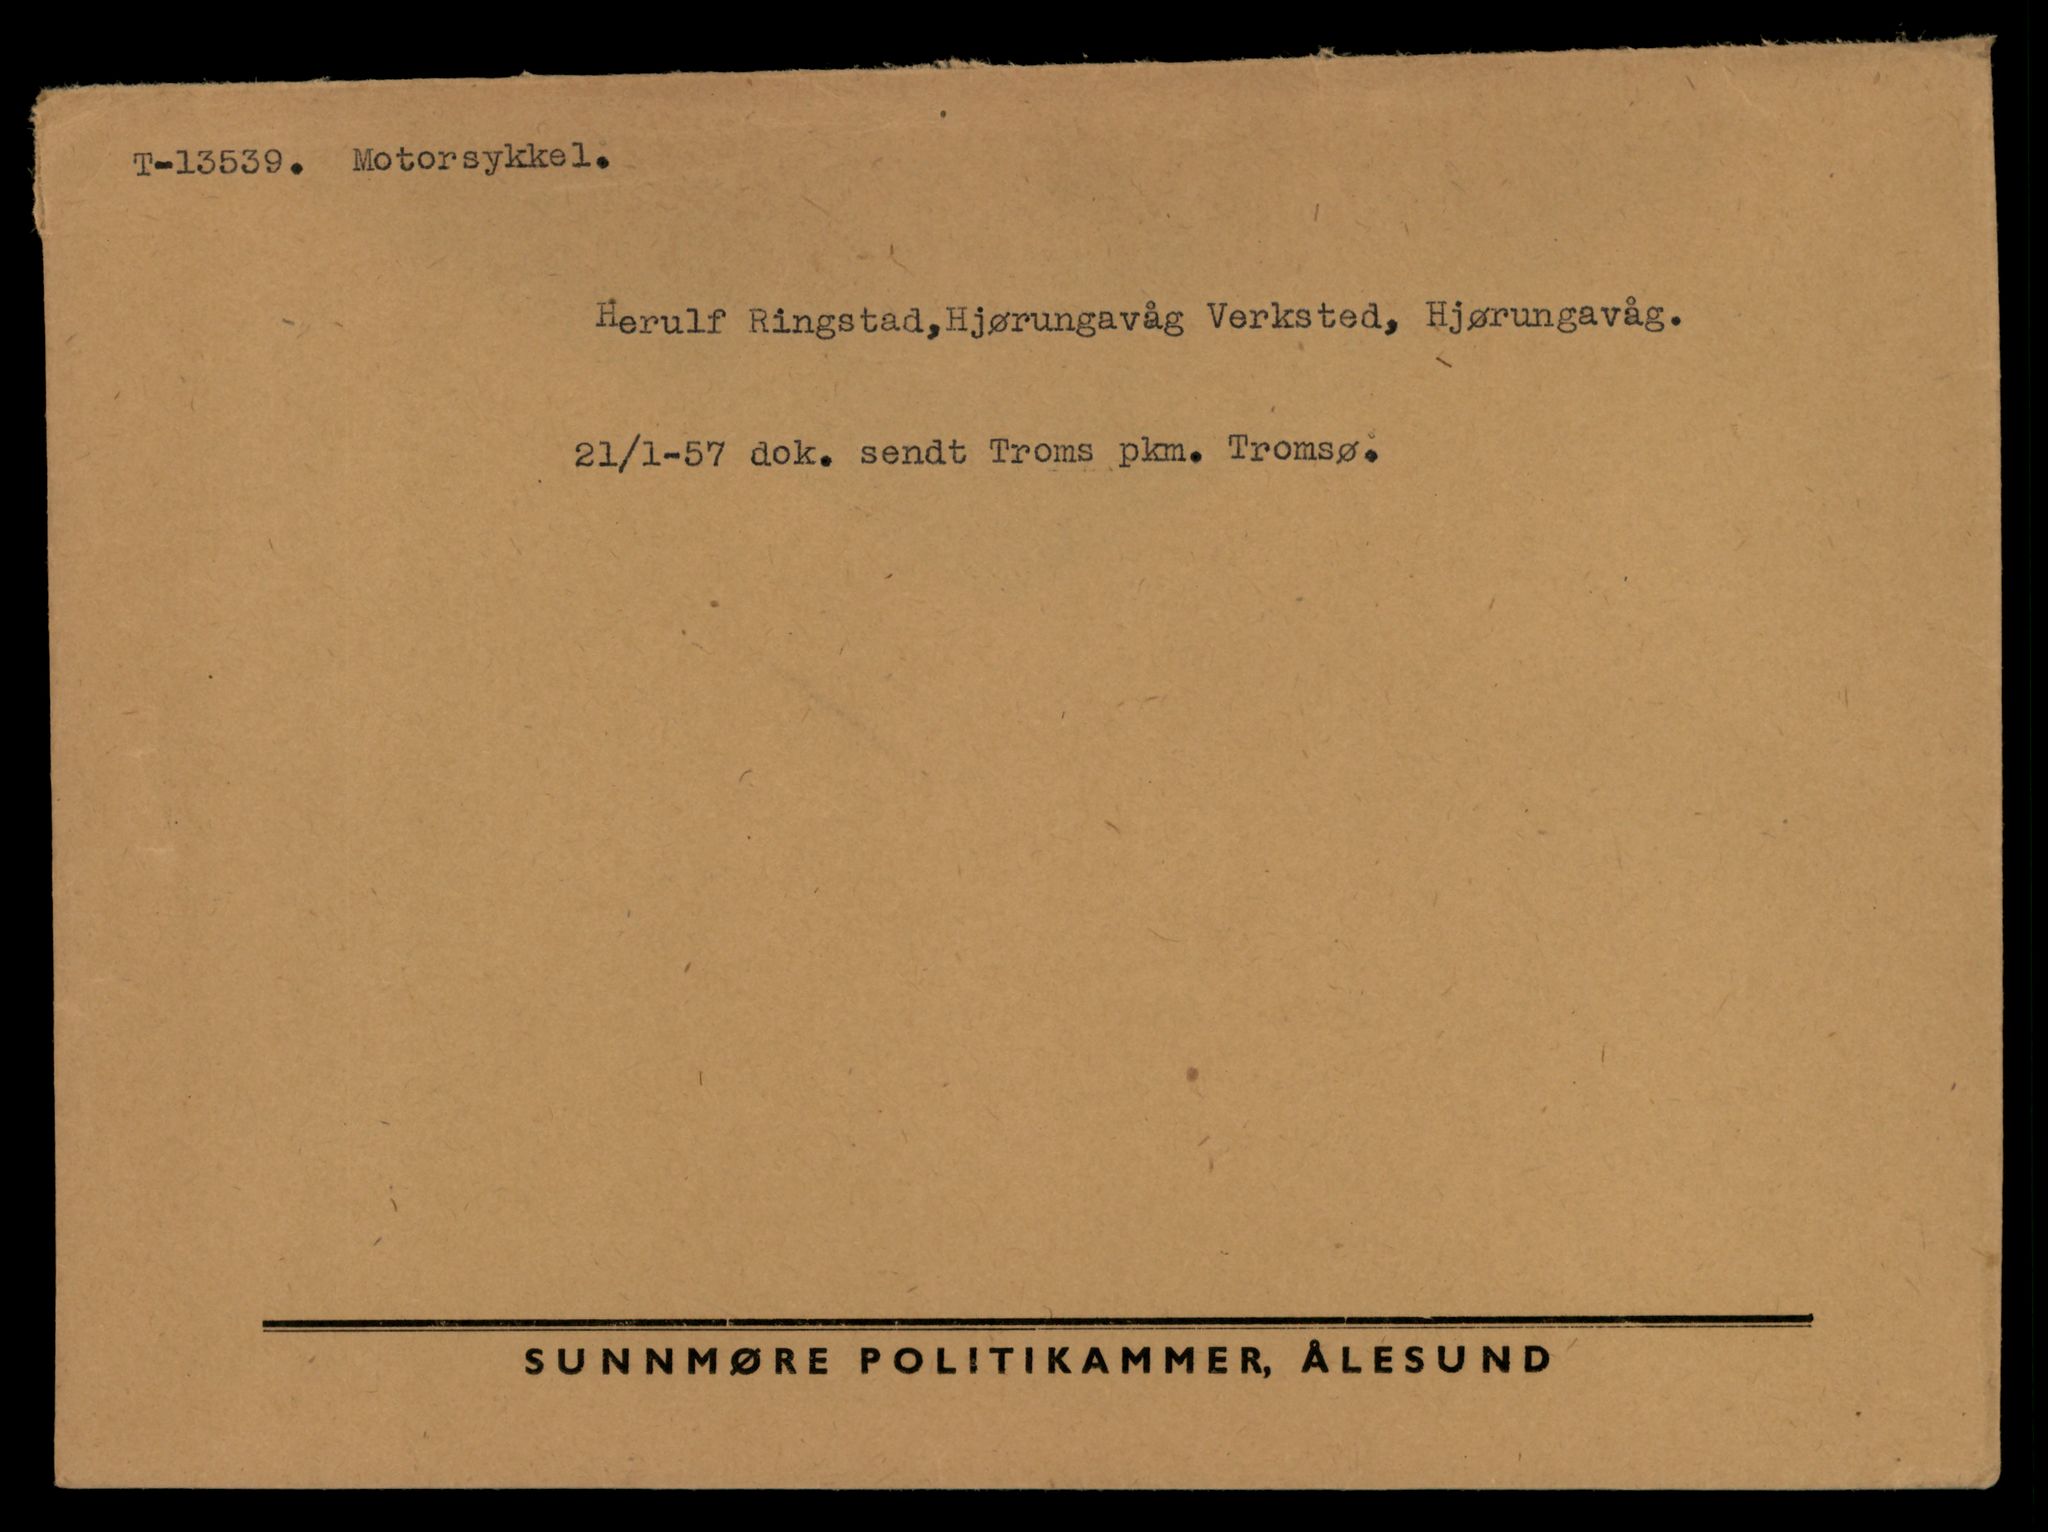 T-13539. Motorsykkel.
Herulf Ringstad,Hjørungavåg Verksted, Hjørungavåg.
21/1-57 dok. sendt Troms pkm. Tromsø.
SUNNMØRE POLITIKAMMER, ÅLESUND